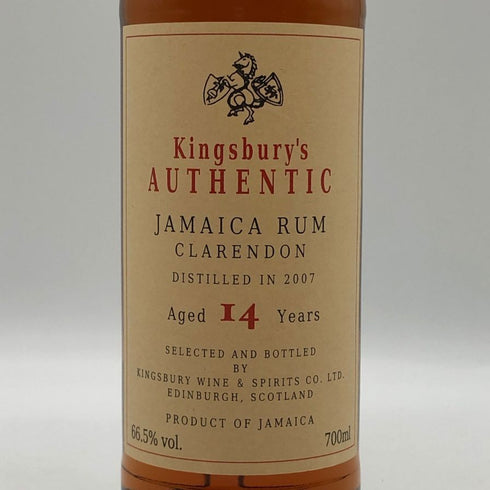 Kingsbury's
AUTHENTIC
JAMAICA RUM
CLARENDON
DISTILLED IN 2007
Aged 14 Years
SELECTED AND BOTTLED
BY
KINGSBURY WINE & SPIRITS CO. LTD.
EDINBURGH, SCOTLAND
PRODUCT OF JAMAICA
66.5% vol. 700ml